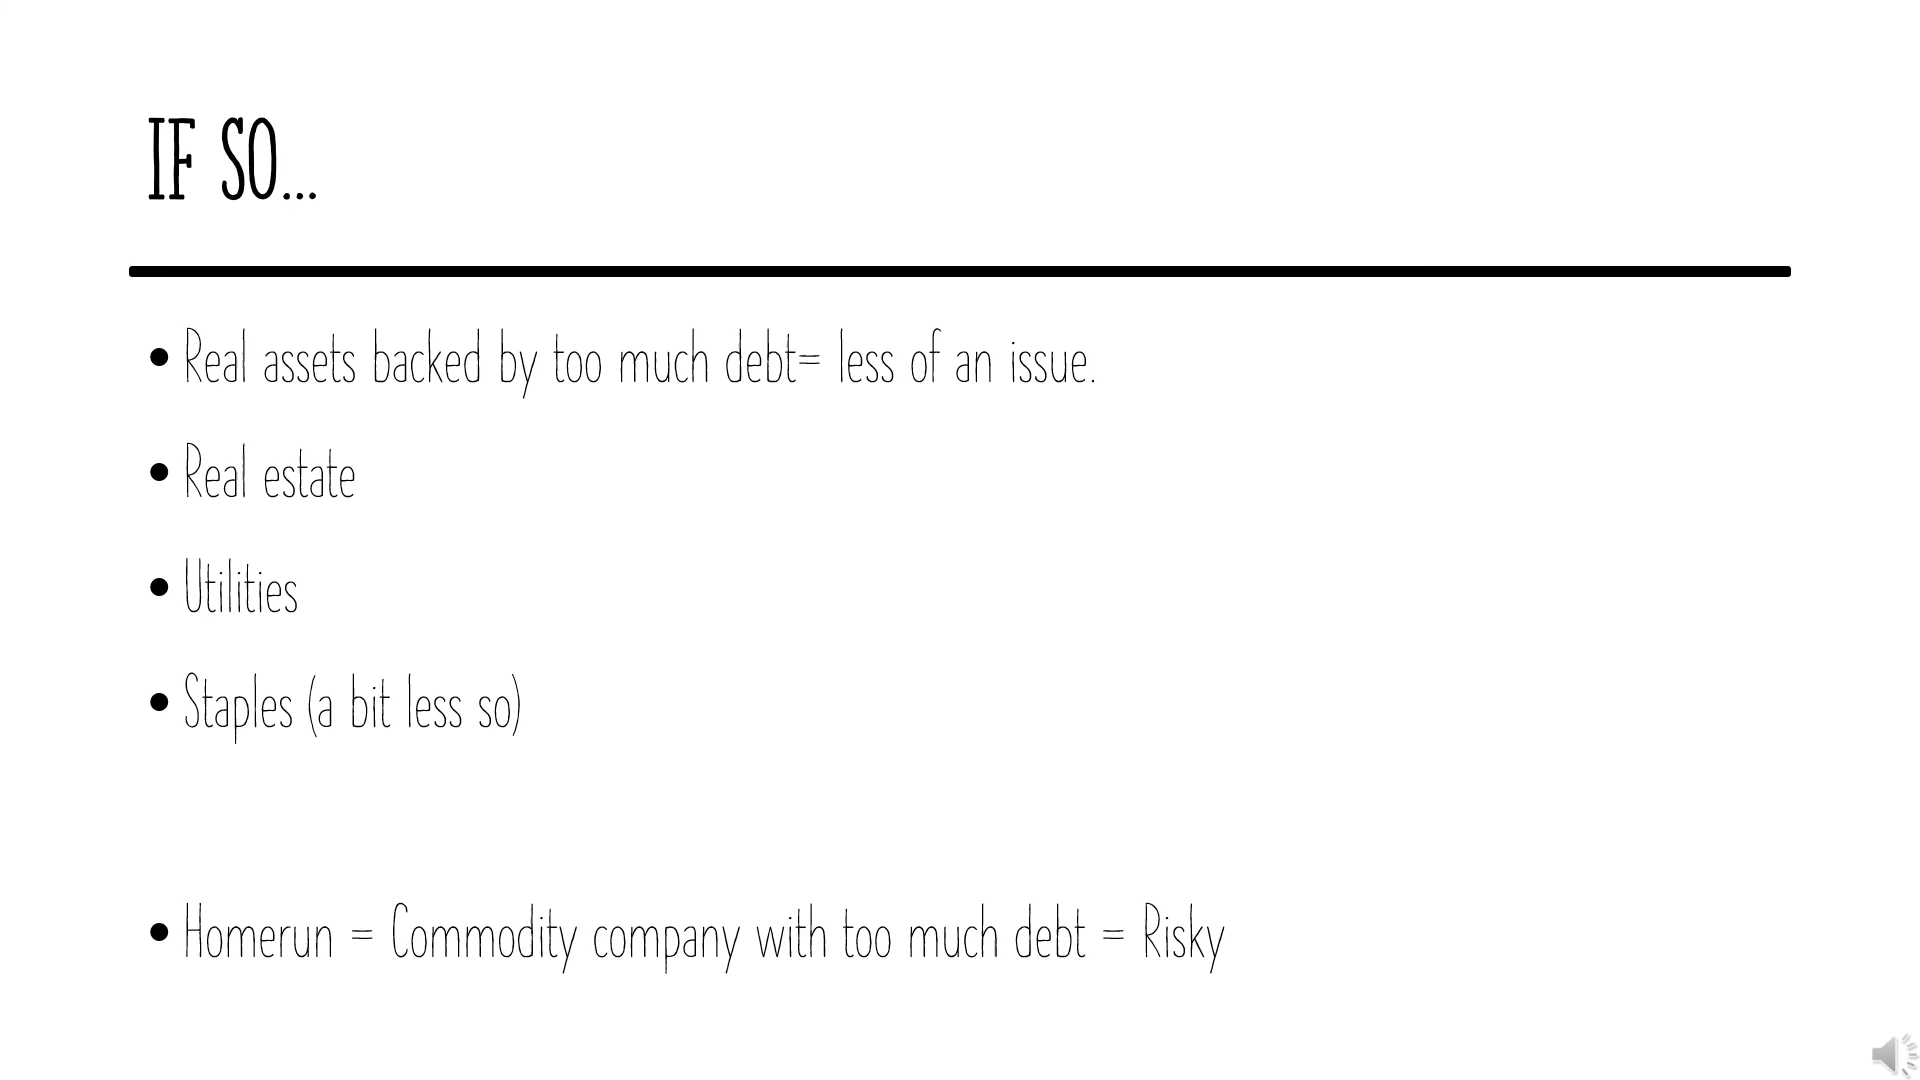 IF SO...
• Real assets backed by too much debt= less of an issue.
• Real estate
• Utilities
• Staples (a bit less so)
• Homerun = Commodity company with too much debt = Risky